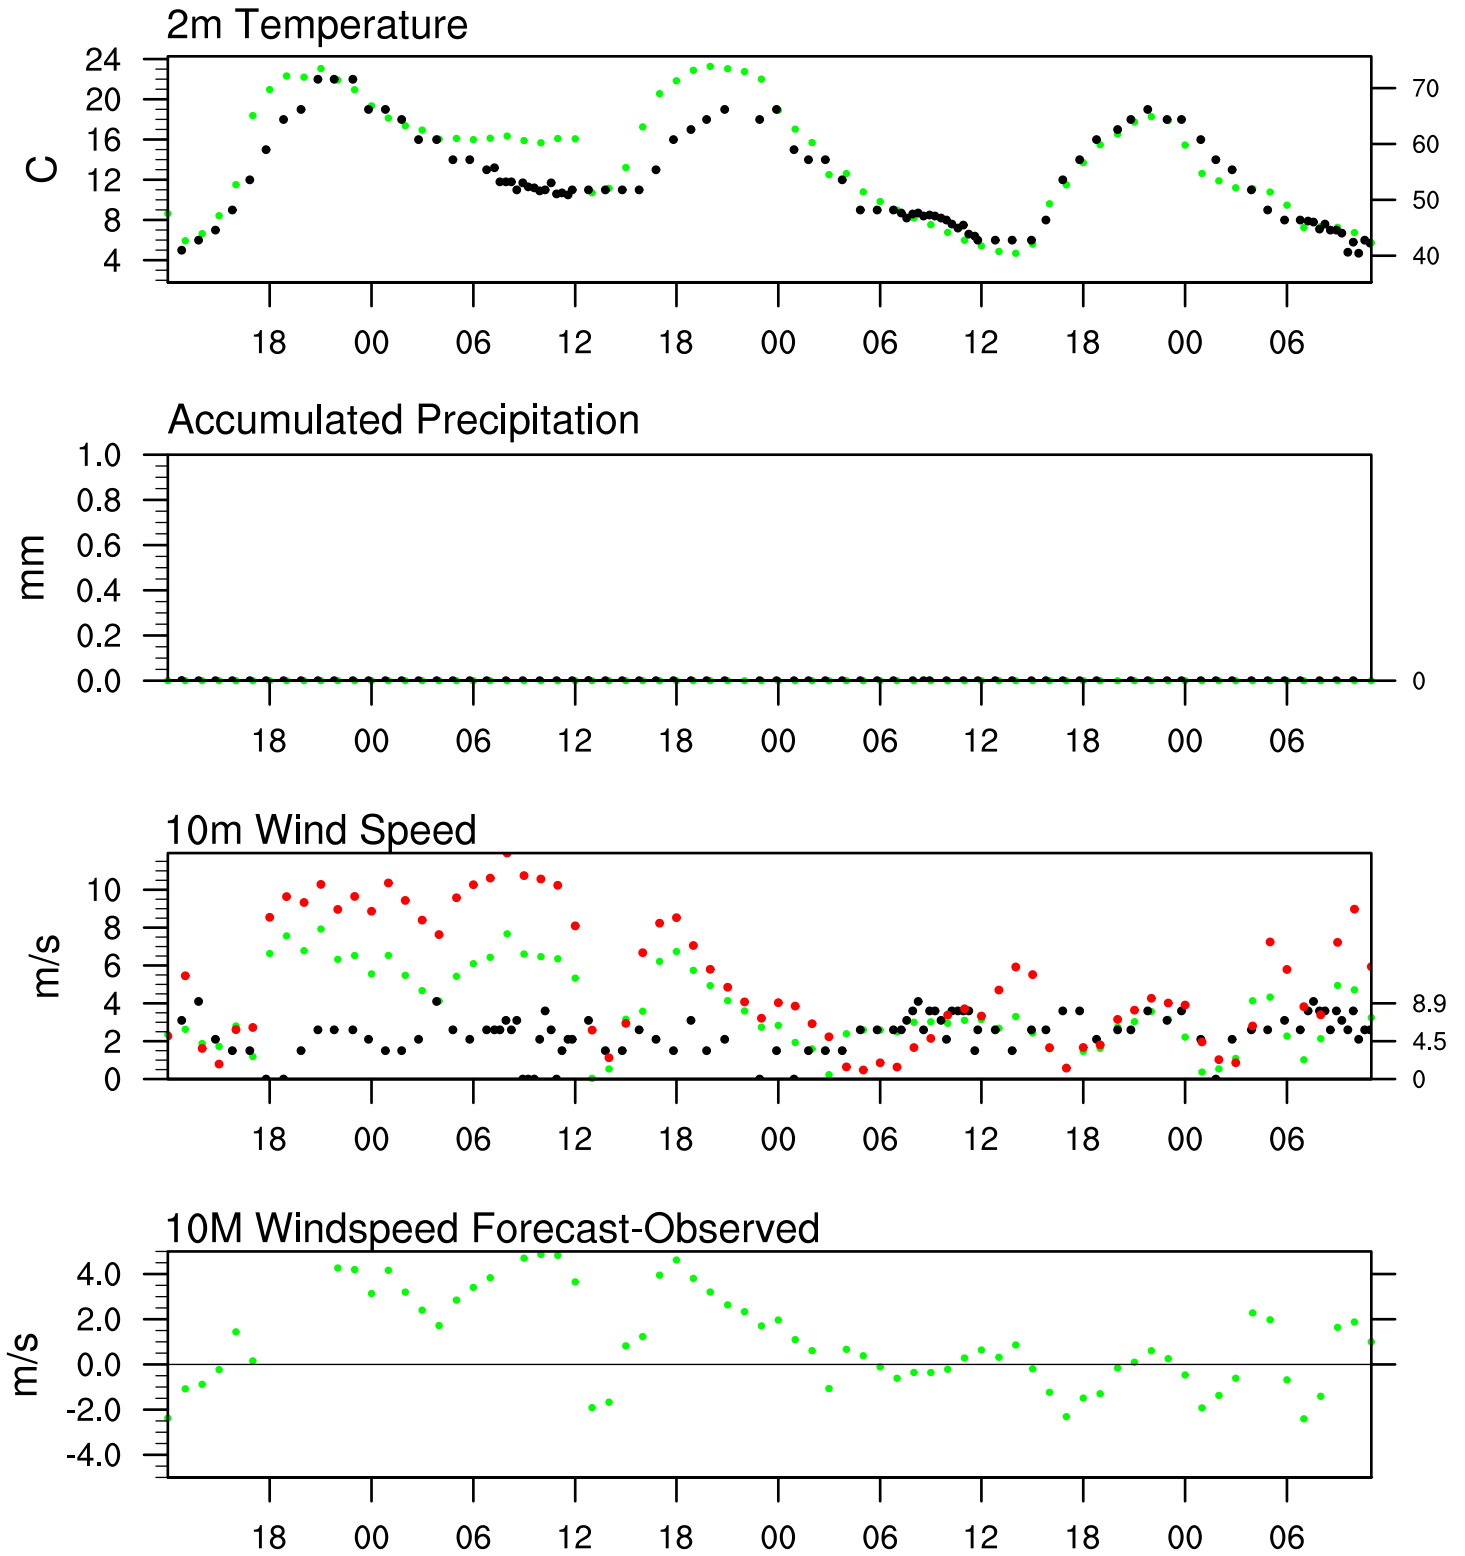 2m Temperature
24
20
16
12
8
4
C
70
60
50
40
18 00 06 12 18 00 06 12 18 00 06
Accumulated Precipitation
1.0
0.8
0.6
0.4
0.2
0.0
mm
0
18 00 06 12 18 00 06 12 18 00 06
10m Wind Speed
10
8
6
4
2
0
m/s
8.9
4.5
0
18 00 06 12 18 00 06 12 18 00 06
10M Windspeed Forecast-Observed
4.0
2.0
0.0
-2.0
-4.0
m/s
18 00 06 12 18 00 06 12 18 00 06